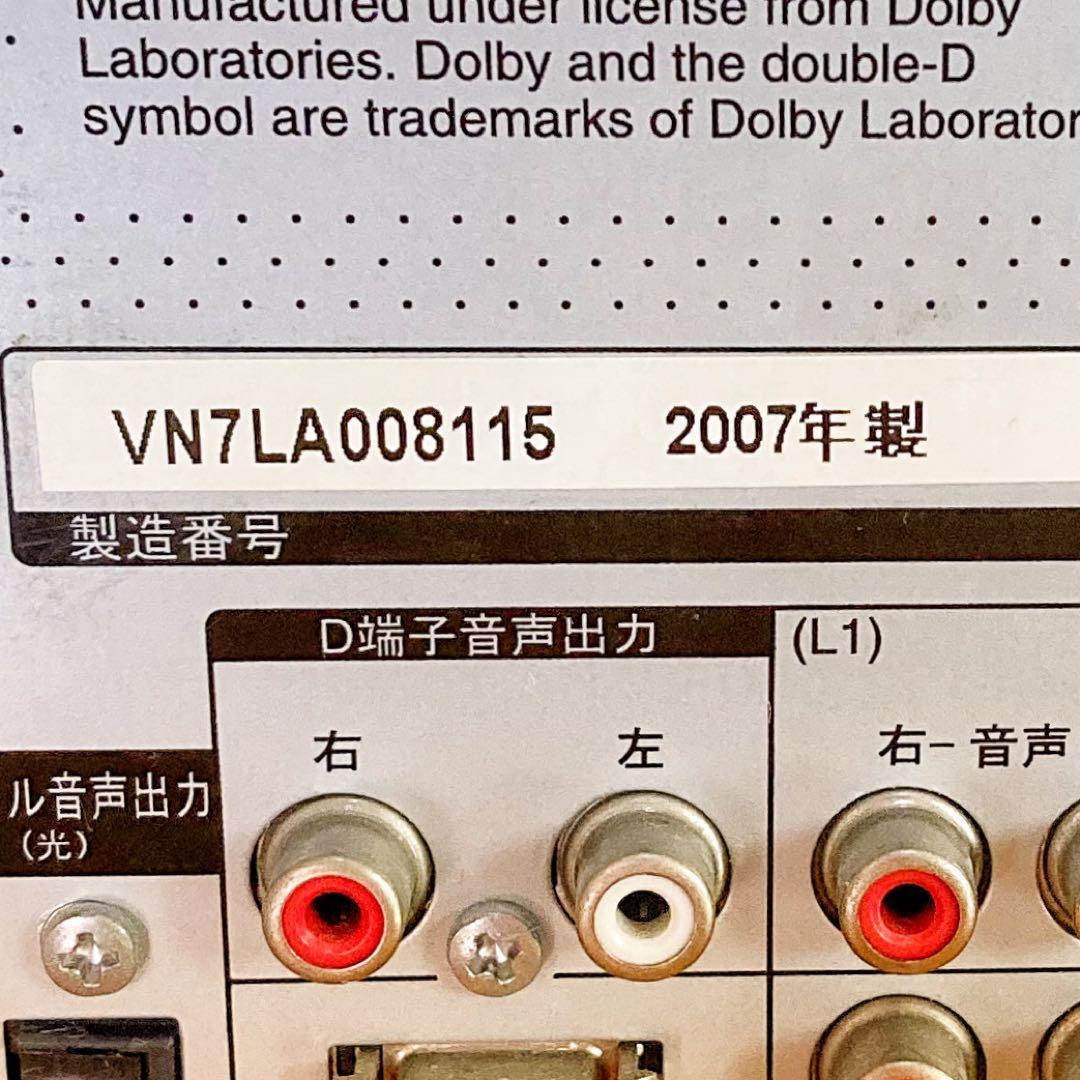 Manufactured under license from Dolby
Laboratories. Dolby and the double-D
symbol are trademarks of Dolby Laborator
VN7LA008115 2007年製
製造番号
D端子音声出力
(L1)
右
左
右-音声
ル音声出力
(光)